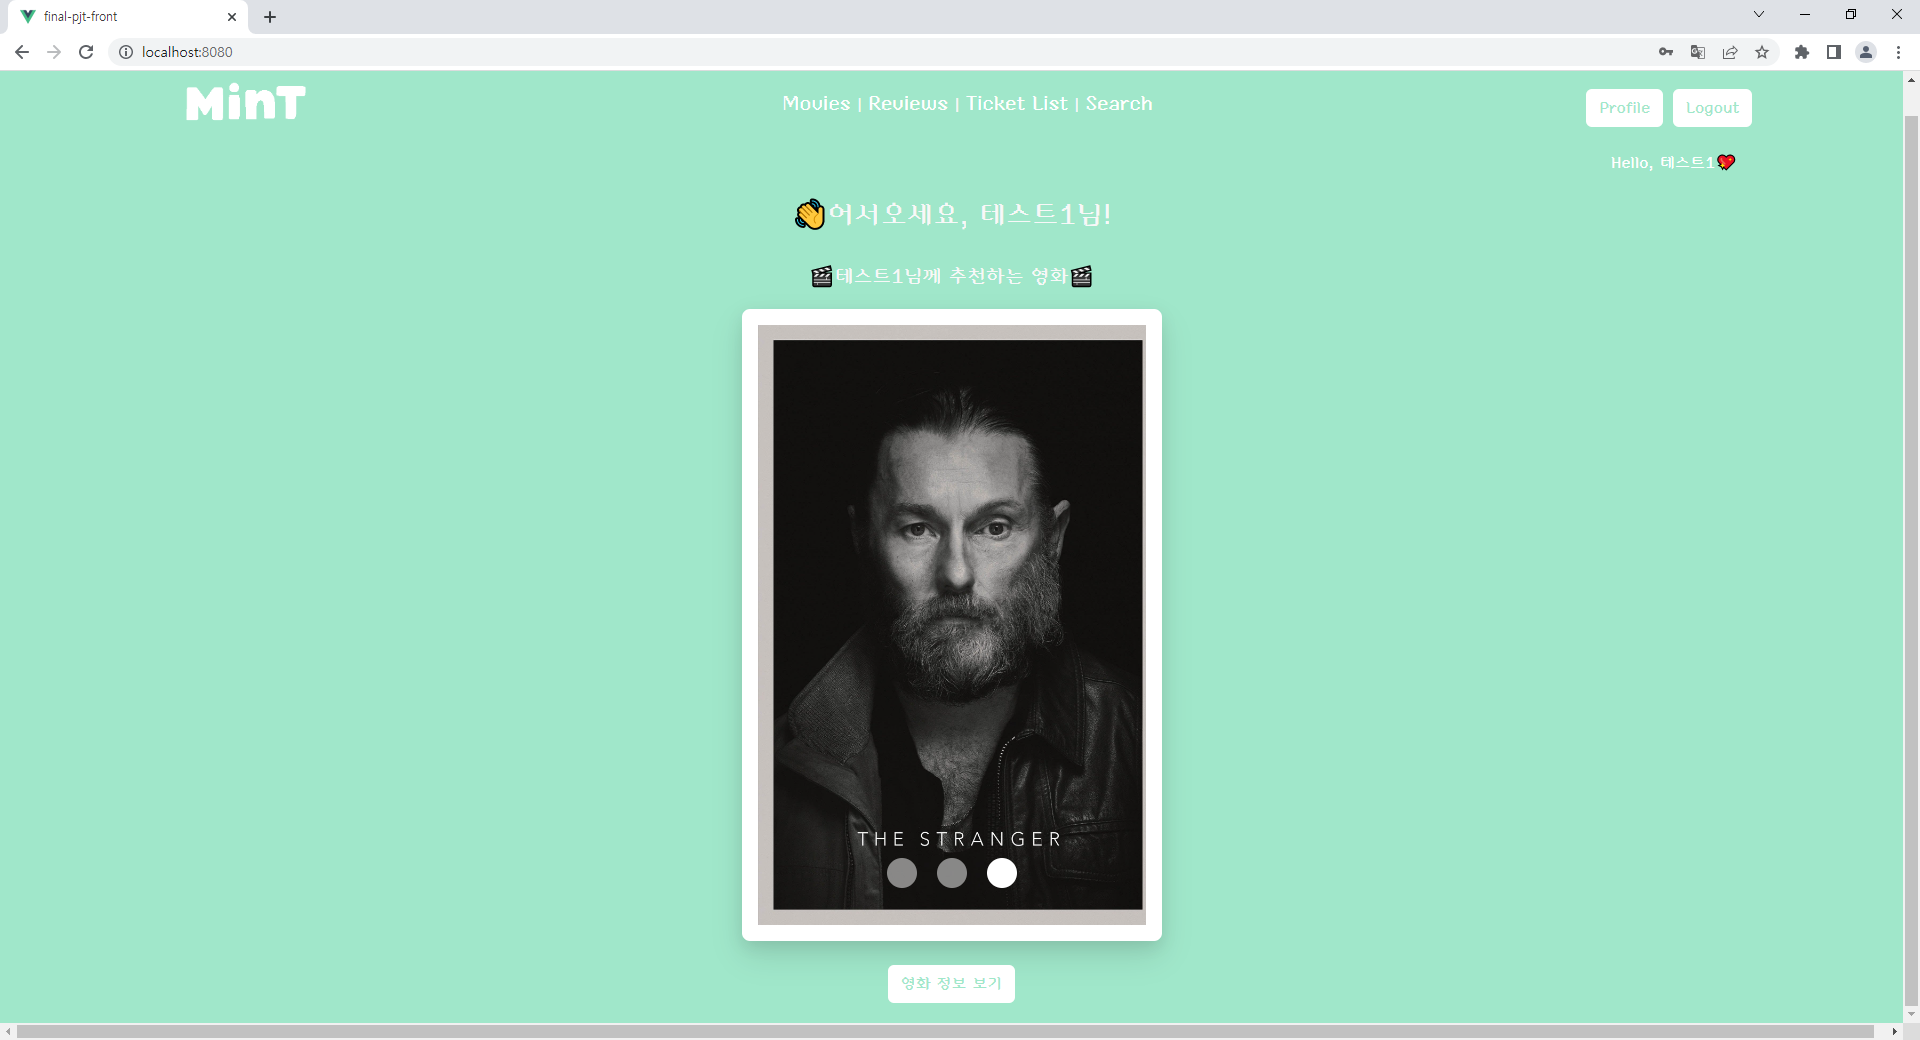 final-pjt-front
localhost:8080
MinT
Movies | Reviews | Ticket List | Search
Profile
Logout
Hello, 테스트1💖
👋어서오세요, 테스트1님!
🎬테스트1님께 추천하는 영화🎬
THE STRANGER
영화 정보 보기